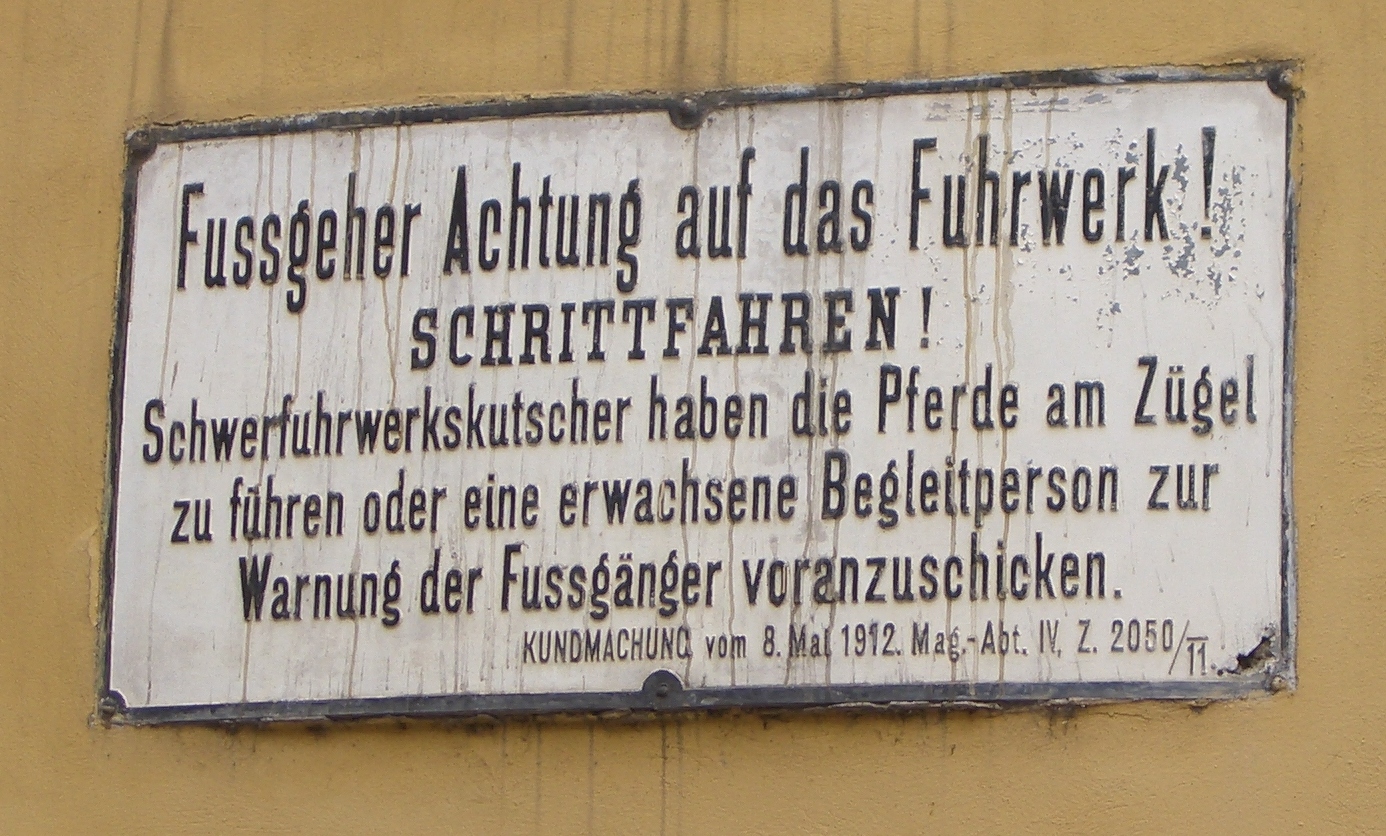 Fussgeher Achtung auf das Fuhrwerk!
SCHRITTFAHREN!
Schwerfuhrwerkskutscher haben die Pferde am Zügel
zu führen oder eine erwachsene Begleitperson zur
Warnung der Fussgänger voranzuschicken.
KUNDMACHUNG vom 8. Mai 1912. Mag.-Abt. IV, Z. 2050/11.